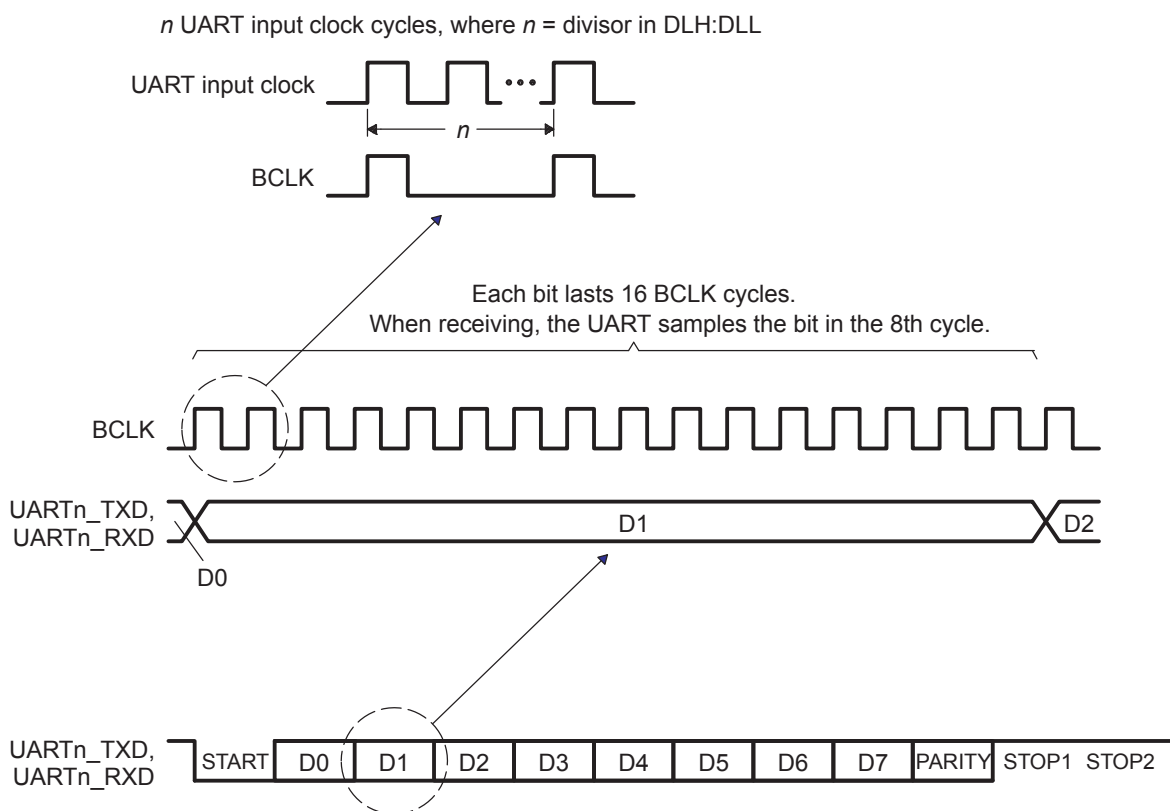 n UART input clock cycles, where n = divisor in DLH:DLL
UART input clock
n
BCLK
Each bit lasts 16 BCLK cycles.
When receiving, the UART samples the bit in the 8th cycle.
BCLK
UARTn_TXD,
UARTn_RXD
D1
D2
D0
UARTn_TXD,
UARTn_RXD
START D0 D1 D2 D3 D4 D5 D6 D7 PARITY STOP1 STOP2